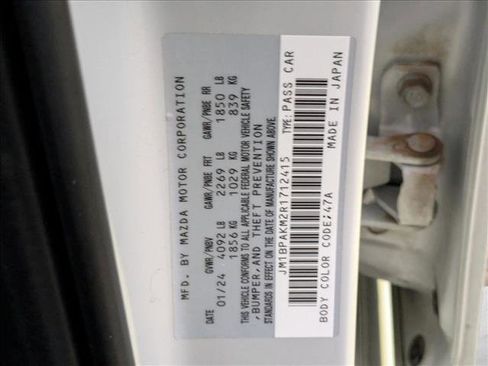 MFD. BY MAZDA MOTOR CORPORATION
DATE GVWR/PNBV GAWR/PNBE FRT GAWR/PNBE RR
01/24 4092 LB 2269 LB 1850 LB
1856 KG 1029 KG 839 KG
THIS VEHICLE CONFORMS TO ALL APPLICABLE FEDERAL MOTOR VEHICLE SAFETY
, BUMPER, AND THEFT PREVENTION
STANDARDS IN EFFECT ON THE DATE OF MANUFACTURE SHOWN ABOVE.
JM1BPAKM2R1712415 TYPE: PASS CAR
BODY COLOR CODE: 47A MADE IN JAPAN